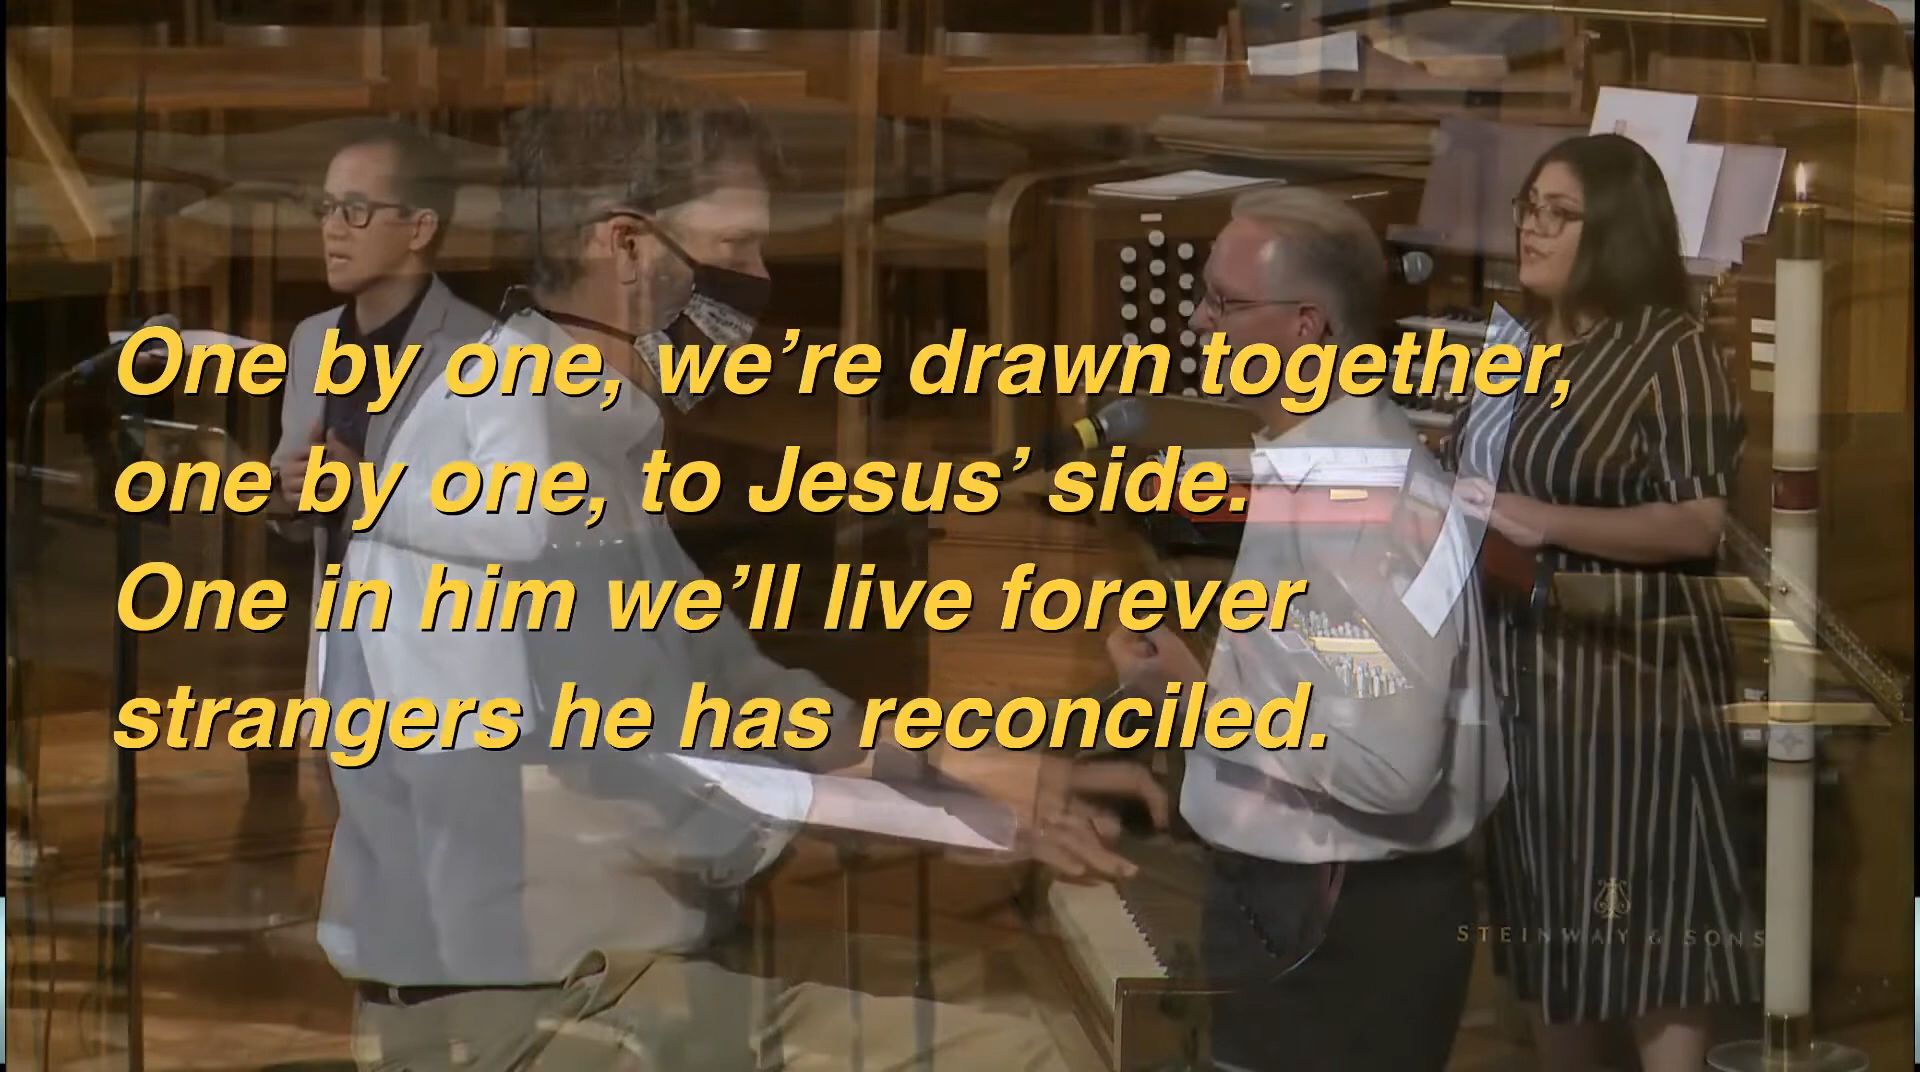 One by one, we’re drawn together,
one by one, to Jesus’ side.
One in him we’ll live forever
strangers he has reconciled.
STEINWAY & SONS